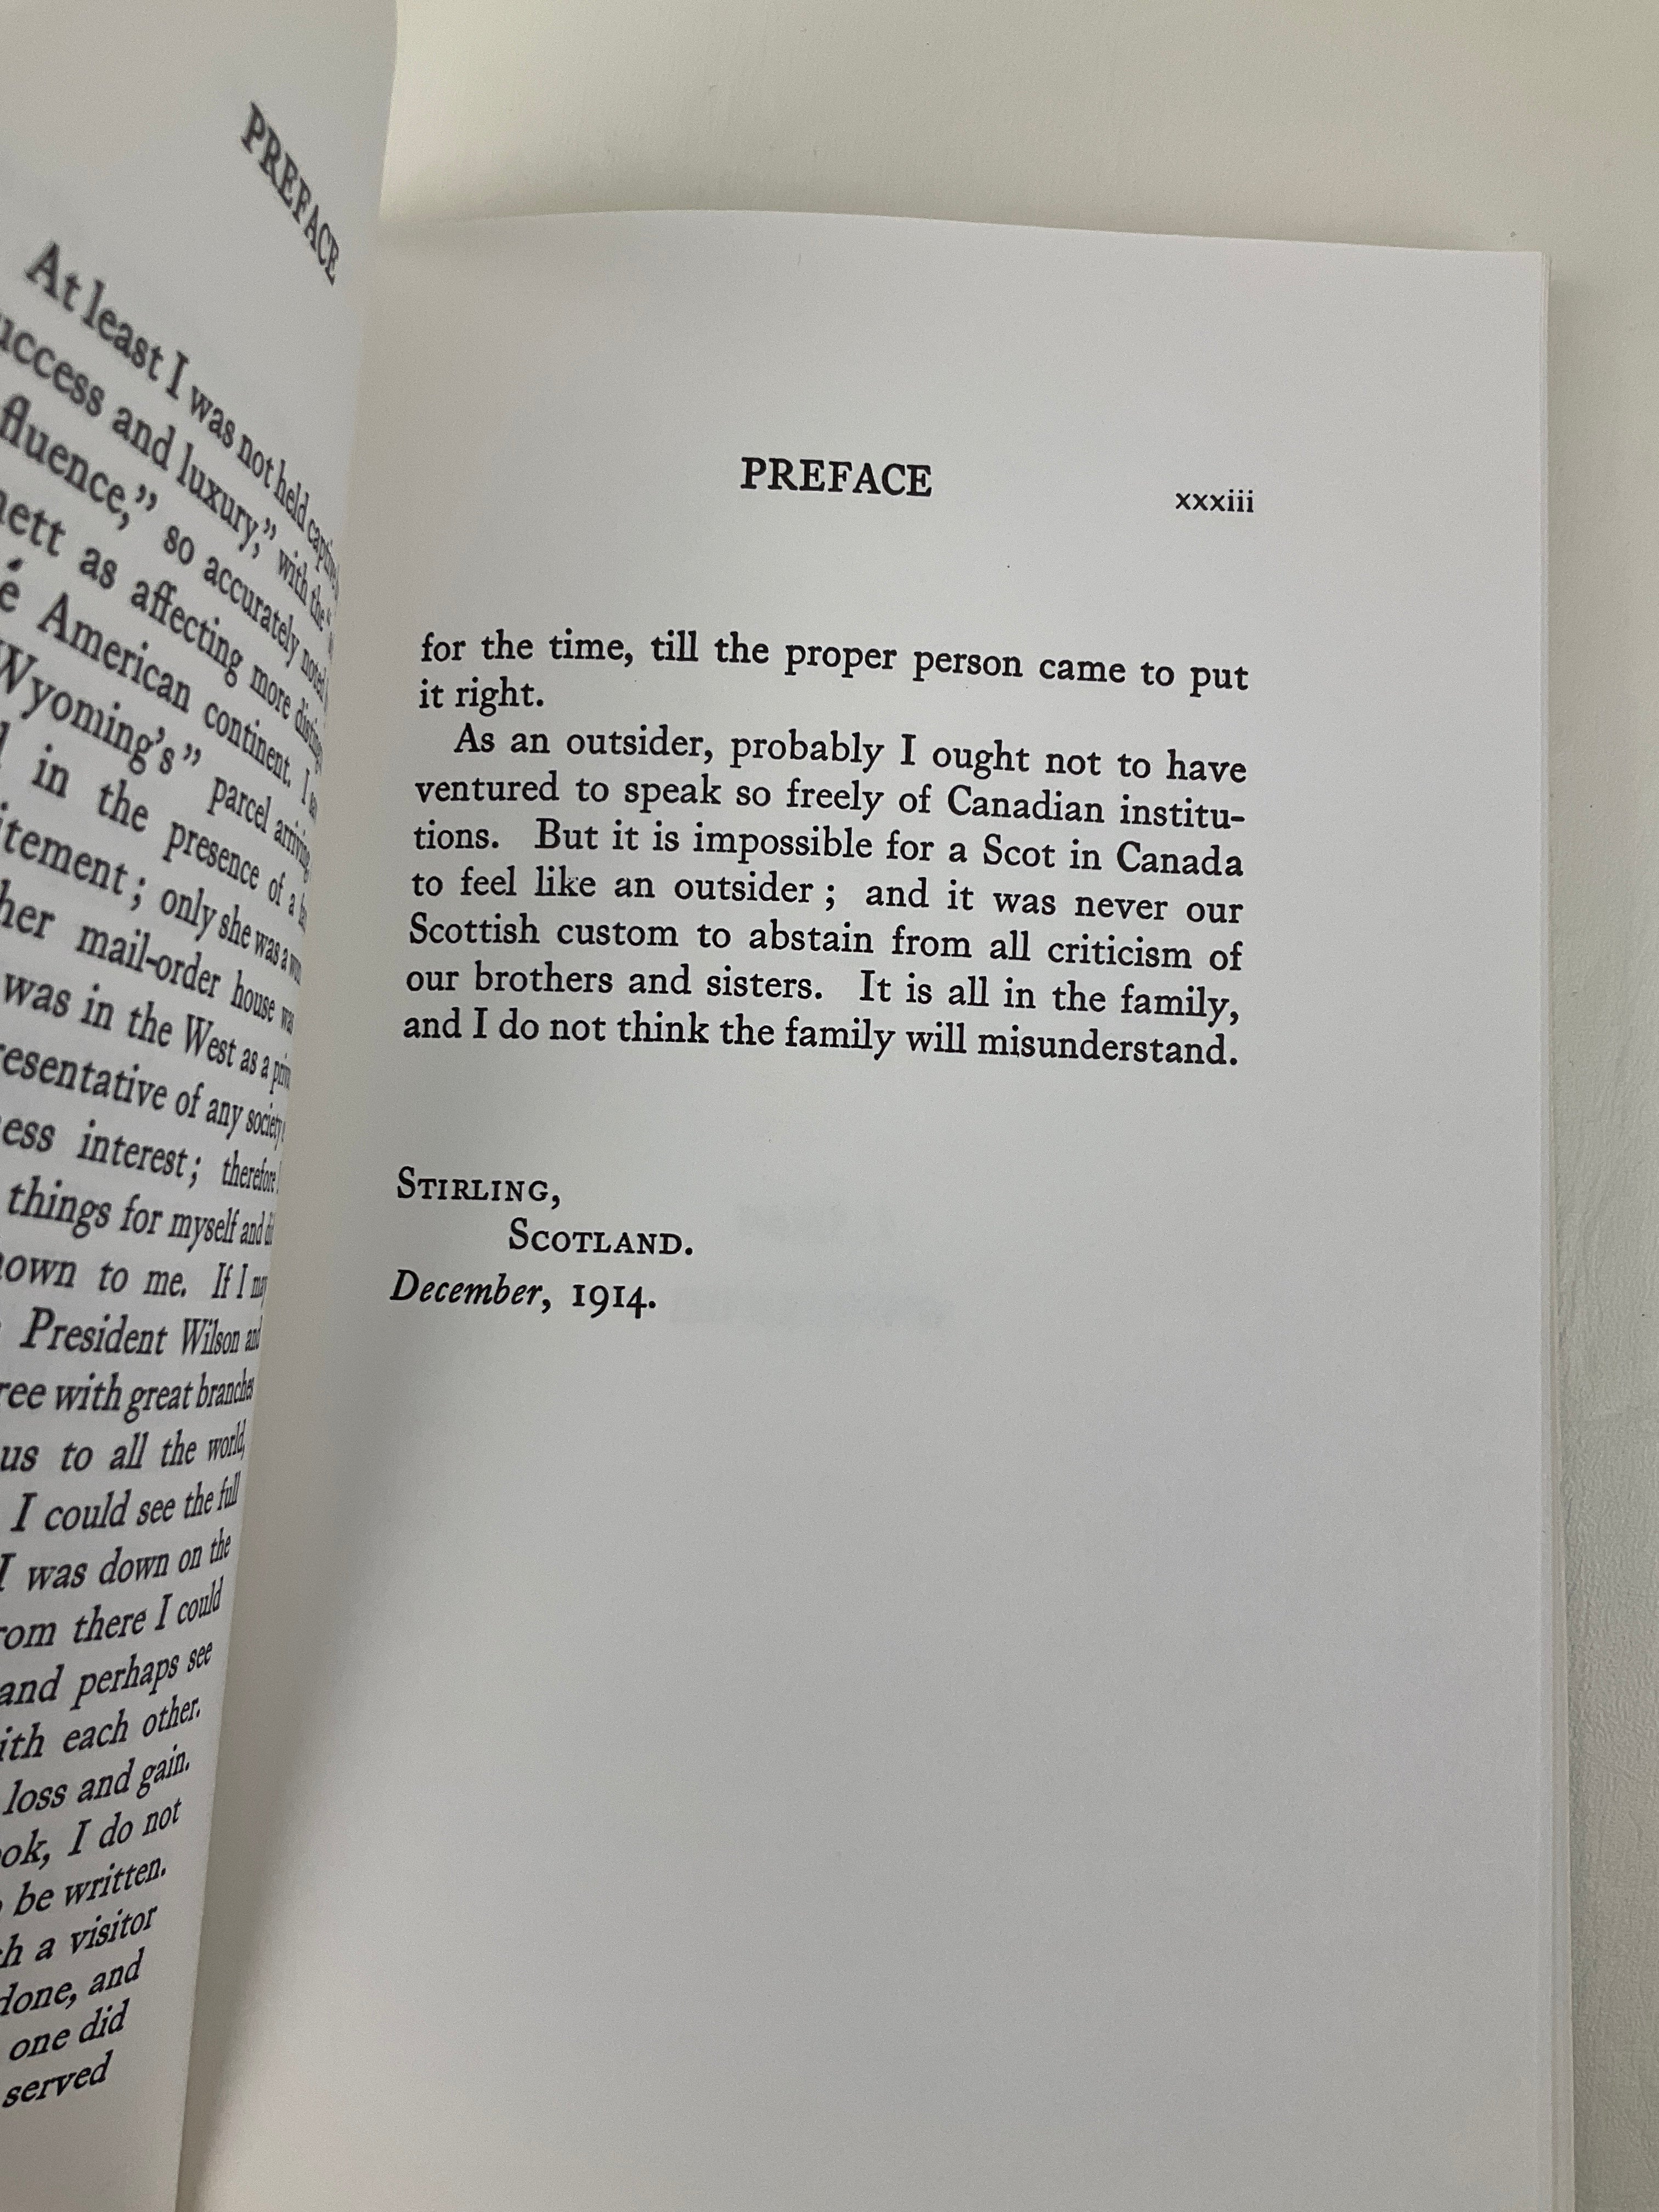 PREFACE
At least I was not held captive
uccess and luxury," with the "
fluence," so accurately noted
nett as affecting more
é American continent. I
Wyoming's" parcel arriving
in the presence of a
itement; only she was a
her mail-order house
was in the West as a
resentative of any society
ess interest; therefore
things for myself and
nown to me. If I may
President Wilson and
ree with great branches
us to all the world,
I could see the full
I was down on the
rom there I could
and perhaps see
ith each other.
loss and gain.
ok, I do not
be written.
h a visitor
done, and
one did
served
PREFACE xxxiii
for the time, till the proper person came to put
it right.
As an outsider, probably I ought not to have
ventured to speak so freely of Canadian institu-
tions. But it is impossible for a Scot in Canada
to feel like an outsider; and it was never our
Scottish custom to abstain from all criticism of
our brothers and sisters. It is all in the family,
and I do not think the family will misunderstand.
STIRLING,
SCOTLAND.
December, 1914.